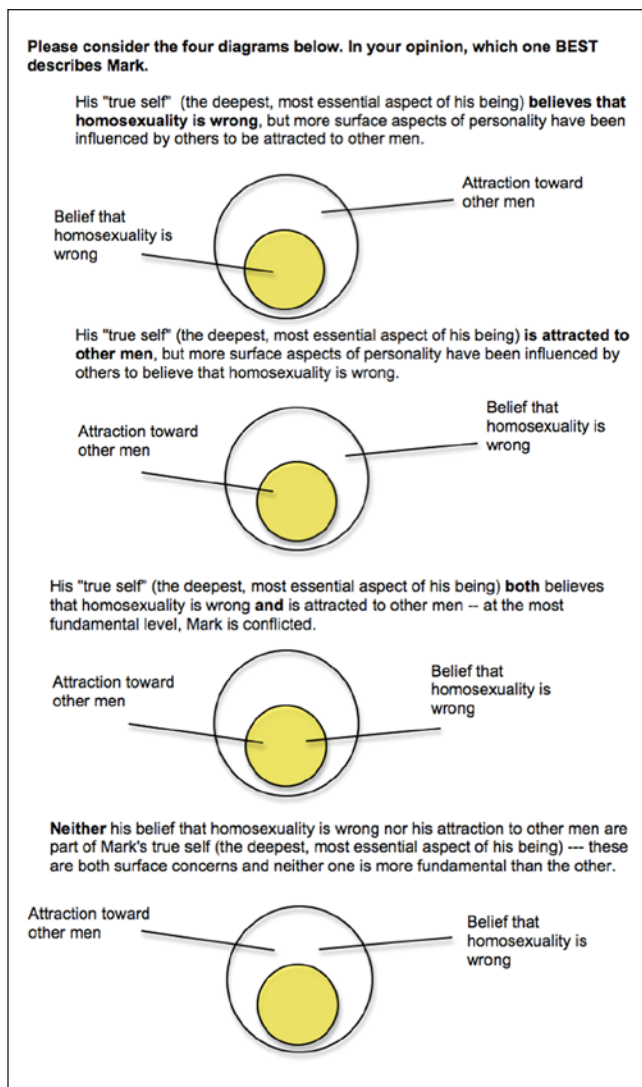 Please consider the four diagrams below. In your opinion, which one BEST
describes Mark.
His "true self" (the deepest, most essential aspect of his being) believes that
homosexuality is wrong, but more surface aspects of personality have been
influenced by others to be attracted to other men.
Attraction toward
other men
Belief that
homosexuality is
wrong
His "true self" (the deepest, most essential aspect of his being) is attracted to
other men, but more surface aspects of personality have been influenced by
others to believe that homosexuality is wrong.
Attraction toward
other men
Belief that
homosexuality is
wrong
His "true self" (the deepest, most essential aspect of his being) both believes
that homosexuality is wrong and is attracted to other men -- at the most
fundamental level, Mark is conflicted.
Attraction toward
other men
Belief that
homosexuality is
wrong
Neither his belief that homosexuality is wrong nor his attraction to other men are
part of Mark's true self (the deepest, most essential aspect of his being) --- these
are both surface concerns and neither one is more fundamental than the other.
Attraction toward
other men
Belief that
homosexuality is
wrong